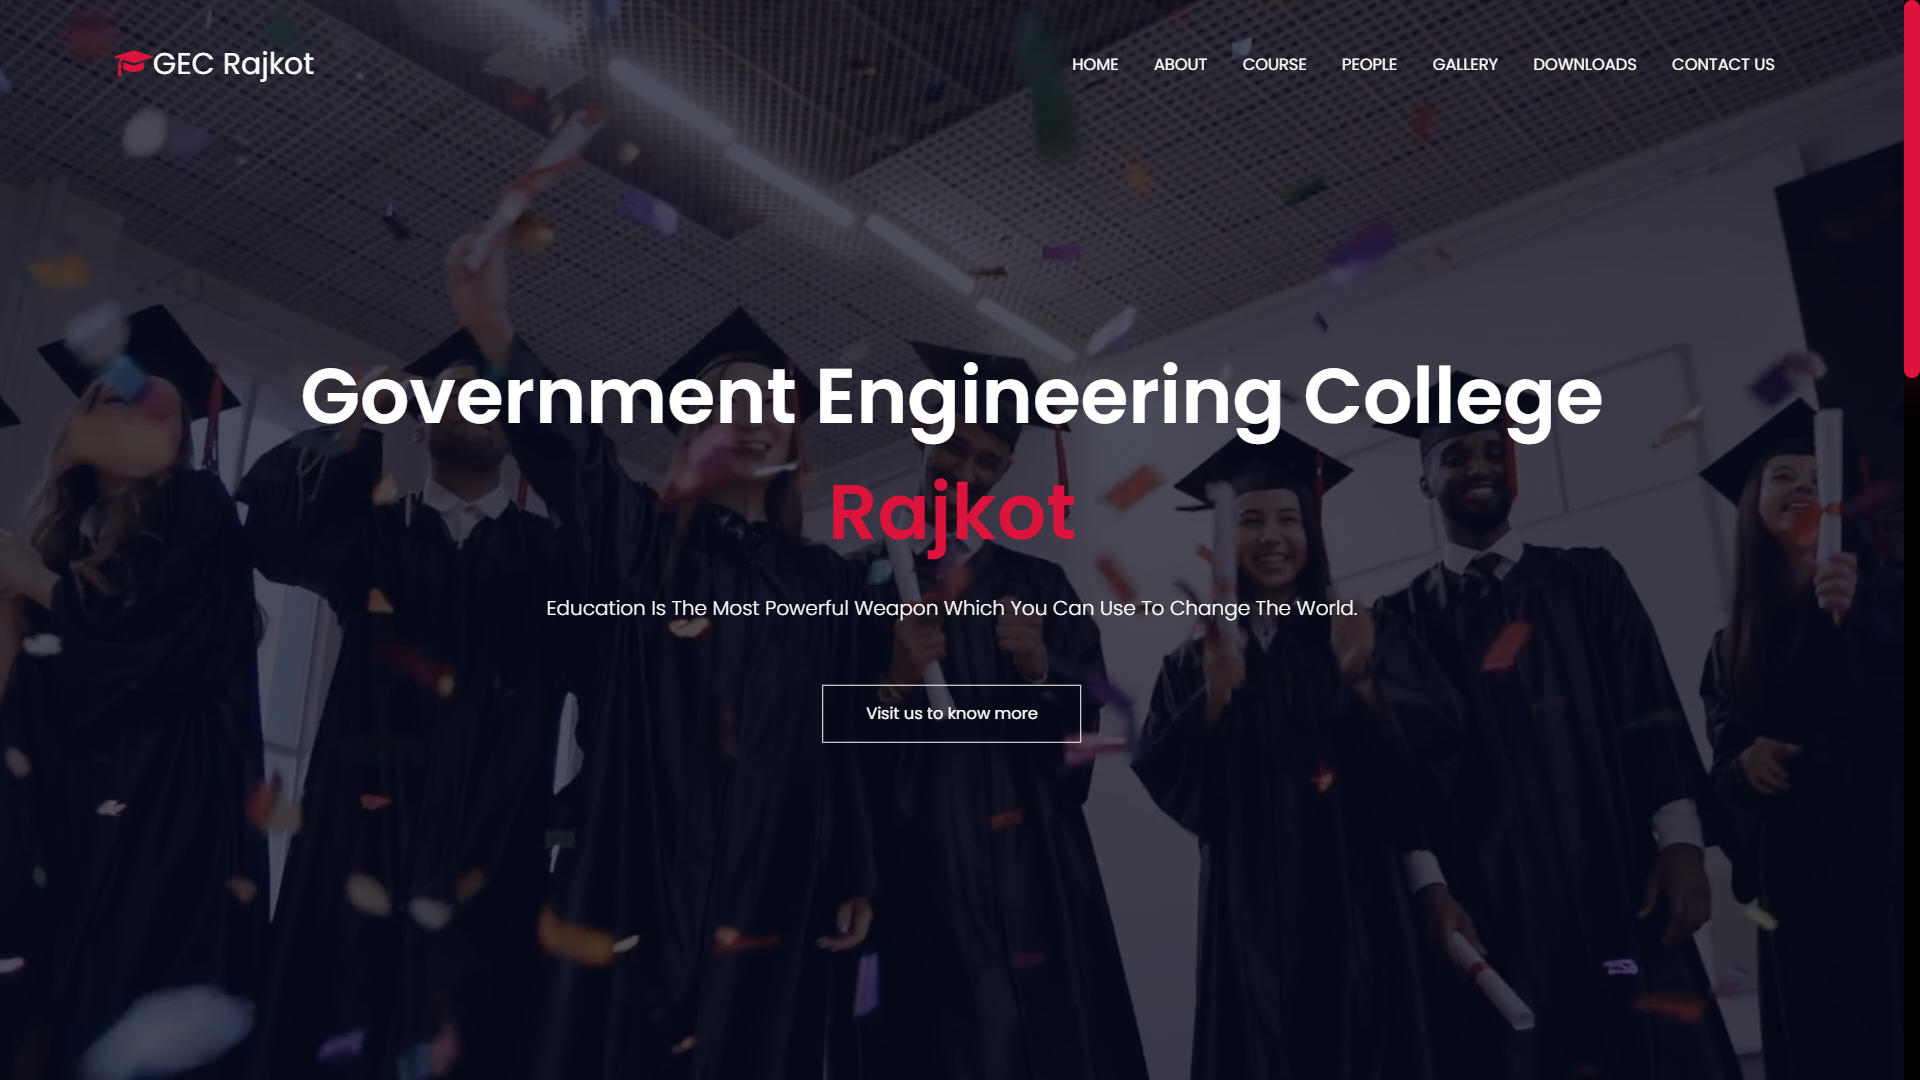 GEC Rajkot
HOME ABOUT COURSE PEOPLE GALLERY DOWNLOADS CONTACT US
Government Engineering College
Rajkot
Education Is The Most Powerful Weapon Which You Can Use To Change The World.
Visit us to know more